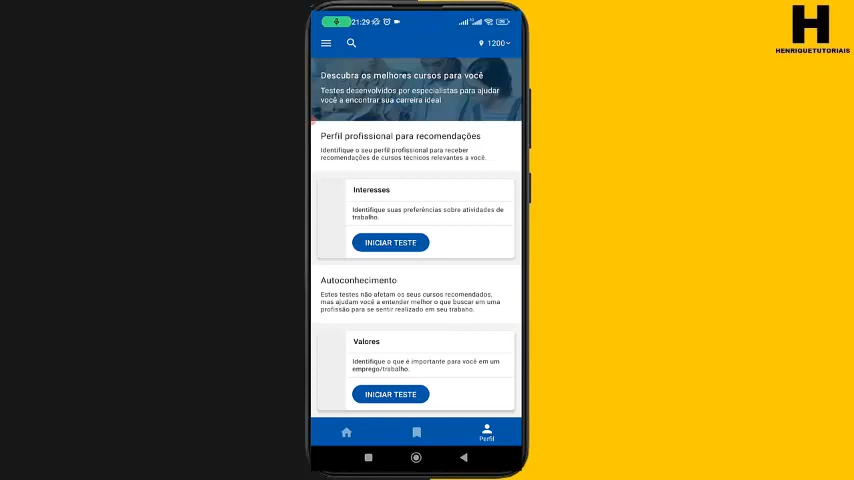 H
HENRIQUETUTORIAIS
21:29
1200
Descubra os melhores cursos para você
Testes desenvolvidos por especialistas para ajudar
você a encontrar sua carreira ideal
Perfil profissional para recomendações
Identifique o seu perfil profissional para receber
recomendações de cursos técnicos relevantes a você.
Interesses
Identifique suas preferências sobre atividades de
trabalho.
INICIAR TESTE
Autoconhecimento
Estes testes não afetam os seus cursos recomendados,
mas ajudam você a entender melhor o que buscar em uma
profissão para se sentir realizado em seu trabaho.
Valores
Identifique o que é importante para você em um
emprego/trabalho.
INICIAR TESTE
Perfil